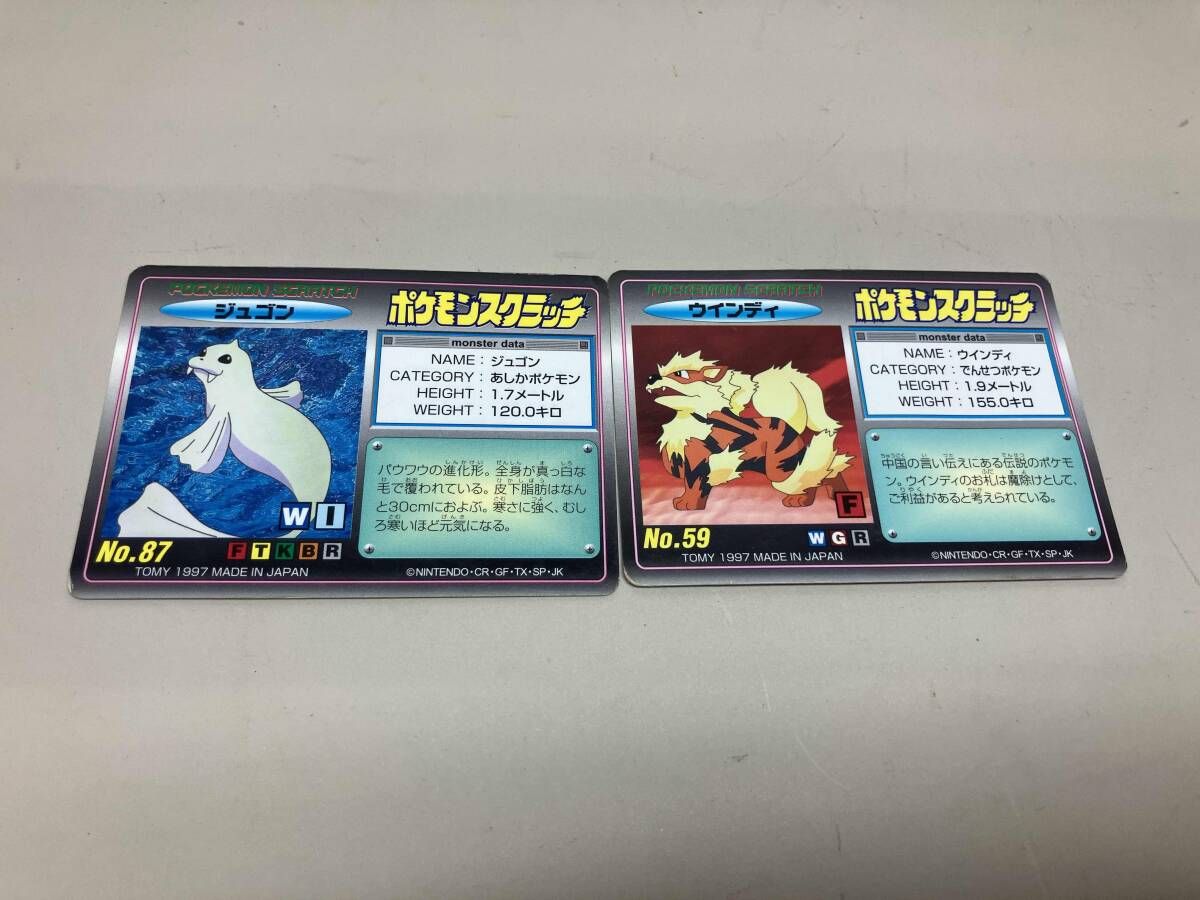 POCKEMON SCRATCH
ジュゴン
ポケモンスクラッチ
monster data
NAME : ジュゴン
CATEGORY : あしかポケモン
HEIGHT : 1.7メートル
WEIGHT : 120.0キロ
パウワウの進化形。全身が真っ白な
毛で覆われている。皮下脂肪はなん
と30cmにおよぶ。寒さに強く、むし
ろ寒いほど元気になる。
W I
No.87
F T K B R
TOMY 1997 MADE IN JAPAN
©NINTENDO・CR・GF・TX・SP・JK
POCKEMON SCRATCH
ウインディ
ポケモンスクラッチ
monster data
NAME : ウインディ
CATEGORY : でんせつポケモン
HEIGHT : 1.9メートル
WEIGHT : 155.0キロ
中国の言い伝えにある伝説のポケモ
ン。ウインディのお札は魔除けとして、
ご利益があると考えられている。
F
No.59
W G R
TOMY 1997 MADE IN JAPAN
©NINTENDO・CR・GF・TX・SP・JK